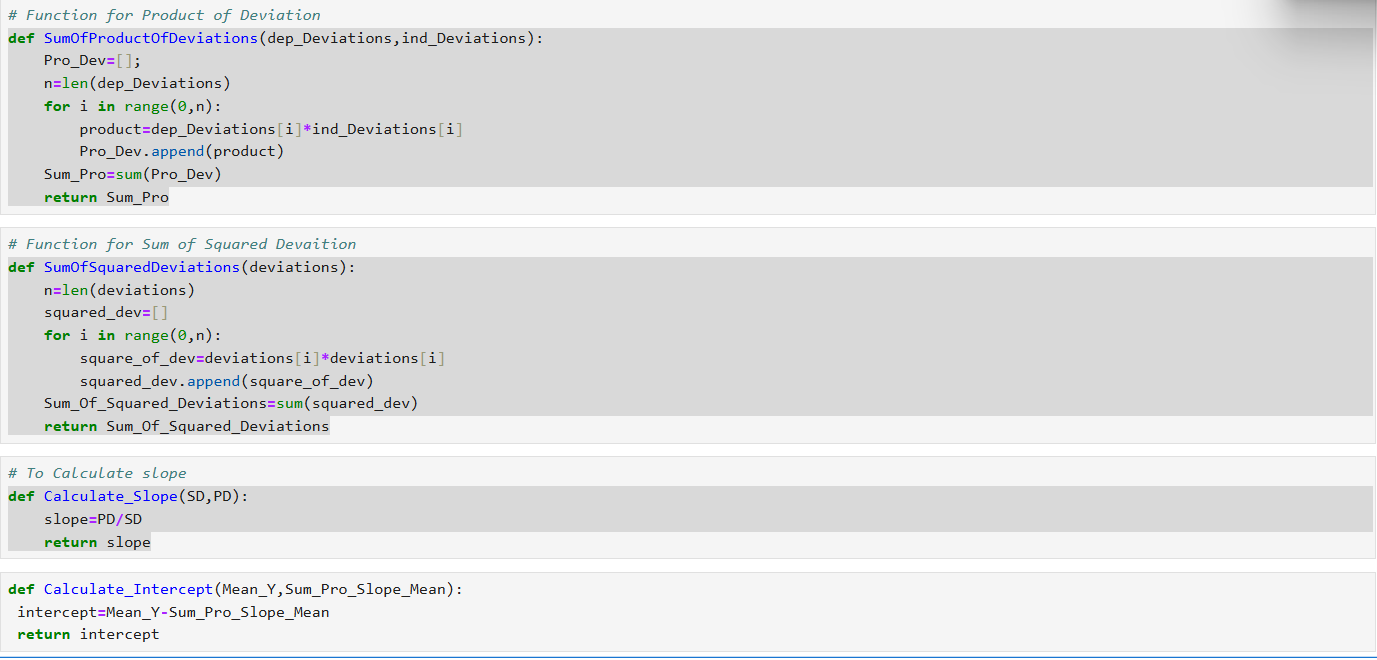 # Function for Product of Deviation
def SumOfProductOfDeviations(dep_Deviations,ind_Deviations):
    Pro_Dev=[];
    n=len(dep_Deviations)
    for i in range(0,n):
        product=dep_Deviations[i]*ind_Deviations[i]
        Pro_Dev.append(product)
    Sum_Pro=sum(Pro_Dev)
    return Sum_Pro
# Function for Sum of Squared Devaition
def SumOfSquaredDeviations(deviations):
    n=len(deviations)
    squared_dev=[]
    for i in range(0,n):
        square_of_dev=deviations[i]*deviations[i]
        squared_dev.append(square_of_dev)
    Sum_Of_Squared_Deviations=sum(squared_dev)
    return Sum_Of_Squared_Deviations
# To Calculate slope
def Calculate_Slope(SD,PD):
    slope=PD/SD
    return slope
def Calculate_Intercept(Mean_Y,Sum_Pro_Slope_Mean):
 intercept=Mean_Y-Sum_Pro_Slope_Mean
 return intercept